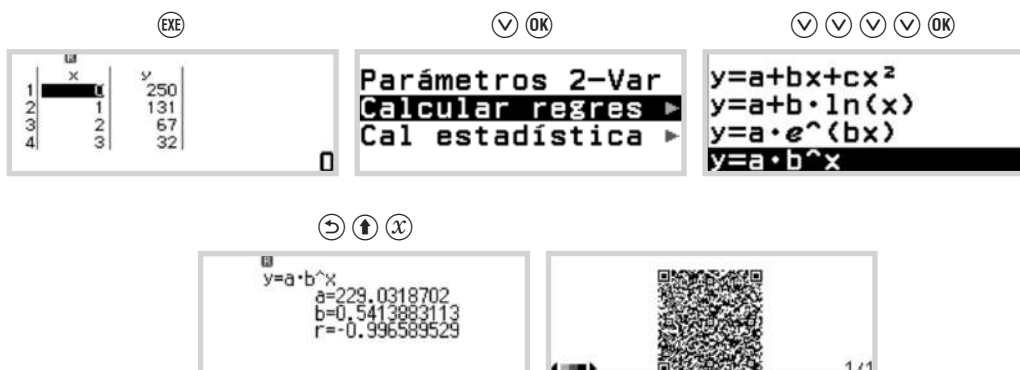 EXE
OK
OK
x y
1 0 250
2 1 131
3 2 67
4 3 32
0
Parámetros 2-Var
Calcular regres
Cal estadística
y=a+bx+cx²
y=a+b·ln(x)
y=a·e^(bx)
y=a·b^x
x
y=a·b^x
a=229.0318702
b=0.5413883113
r=-0.996589529
1/1